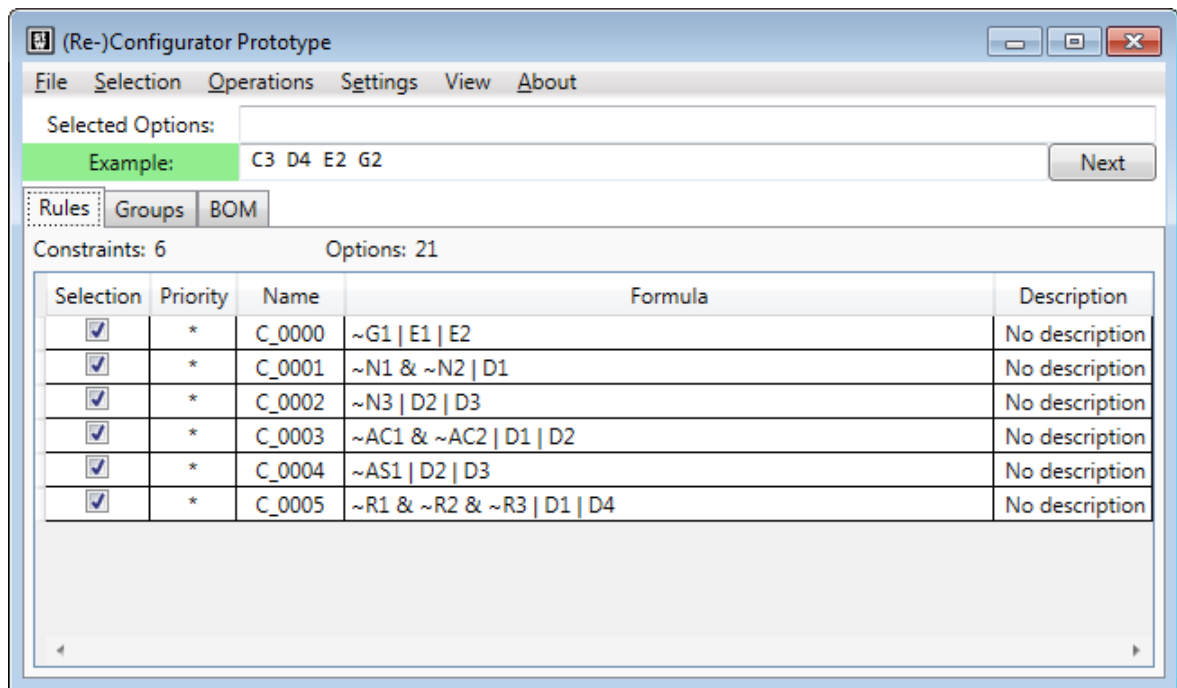 (Re-)Configurator Prototype
File Selection Operations Settings View About
Selected Options:
Example: C3 D4 E2 G2 Next
Rules Groups BOM
Constraints: 6 Options: 21
Selection Priority Name Formula Description
* C_0000 ~G1 | E1 | E2 No description
* C_0001 ~N1 & ~N2 | D1 No description
* C_0002 ~N3 | D2 | D3 No description
* C_0003 ~AC1 & ~AC2 | D1 | D2 No description
* C_0004 ~AS1 | D2 | D3 No description
* C_0005 ~R1 & ~R2 & ~R3 | D1 | D4 No description